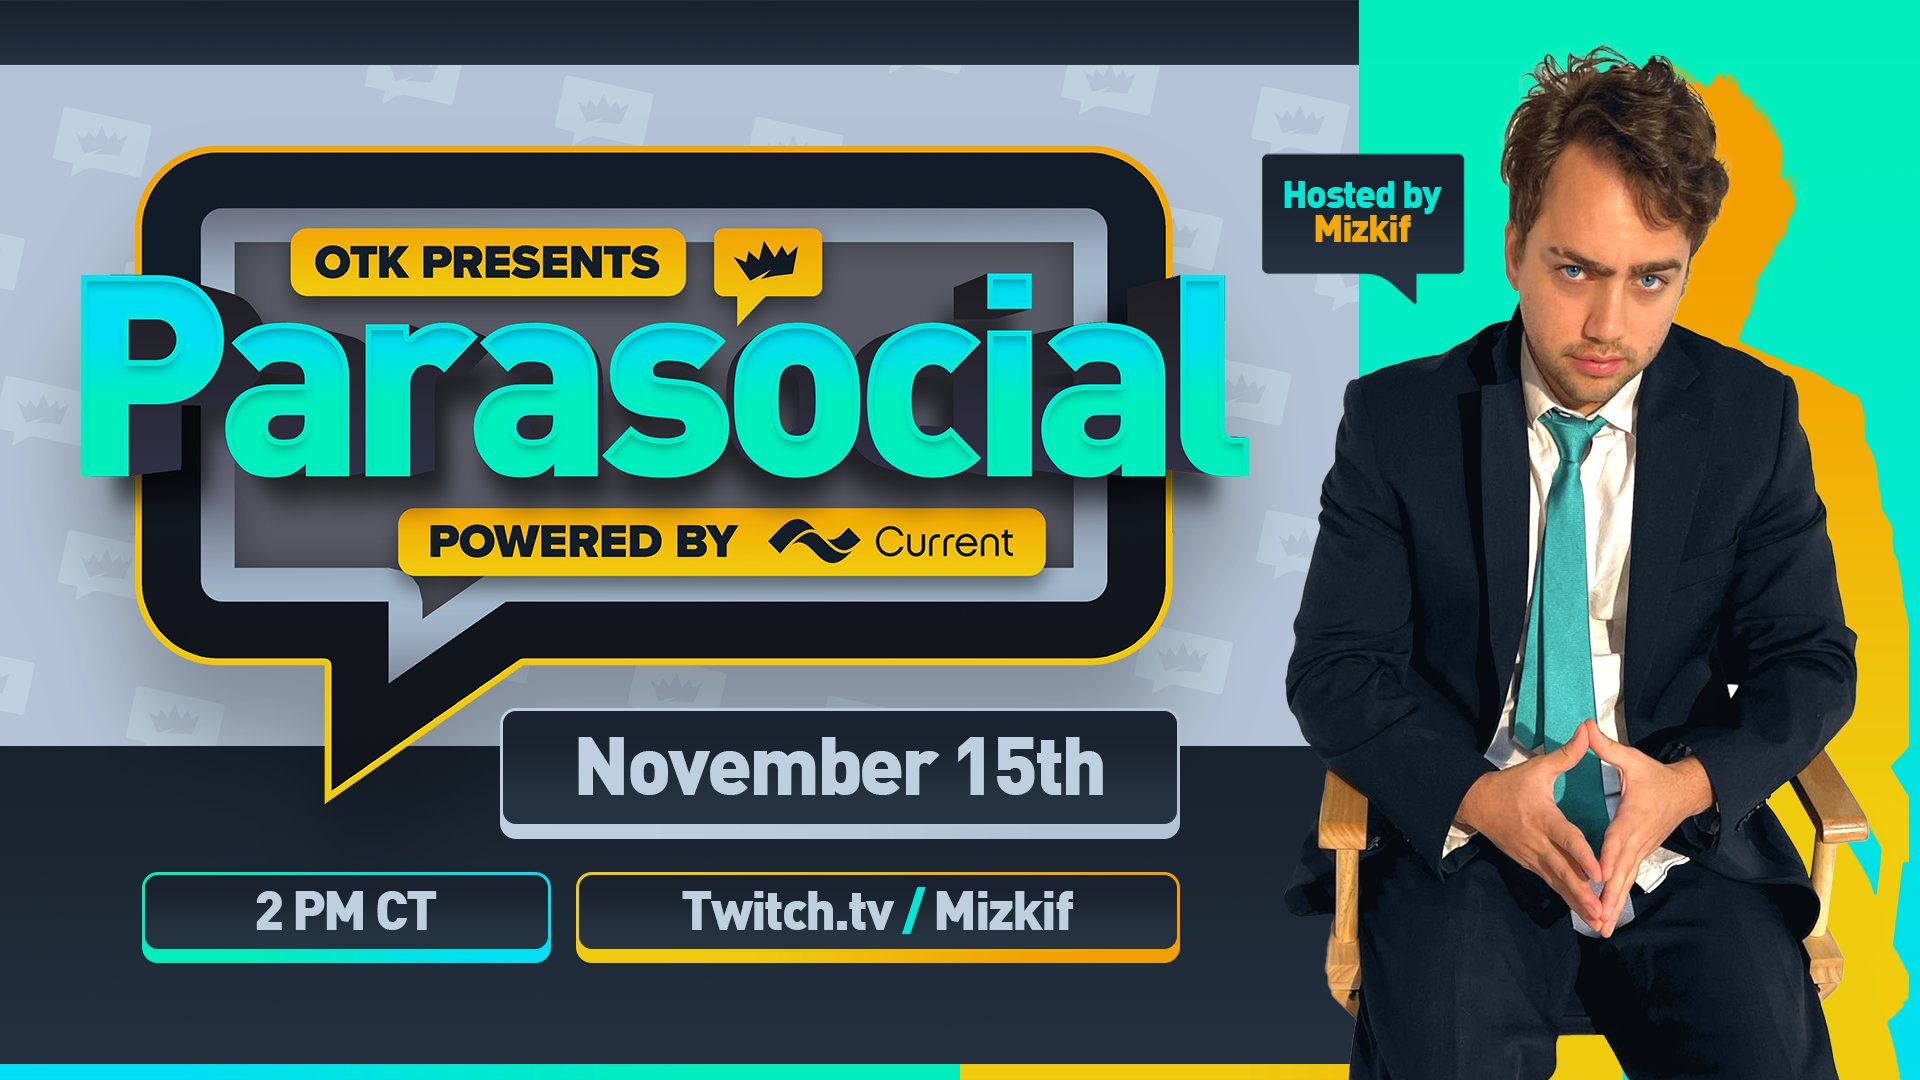 OTK PRESENTS
Parasocial
POWERED BY Current
Hosted by
Mizkif
November 15th
2 PM CT
Twitch.tv / Mizkif